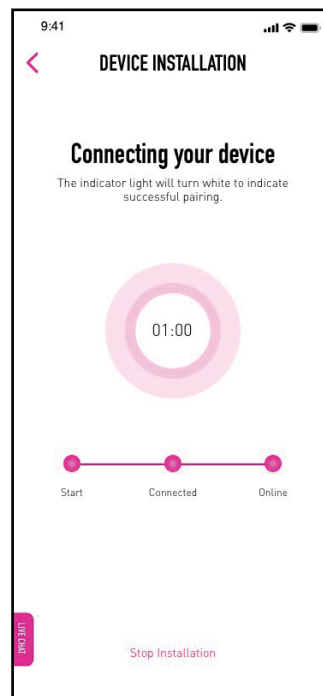 9:41
DEVICE INSTALLATION
Connecting your device
The indicator light will turn white to indicate
successful pairing.
01:00
Start
Connected
Online
LIVE CHAT
Stop Installation